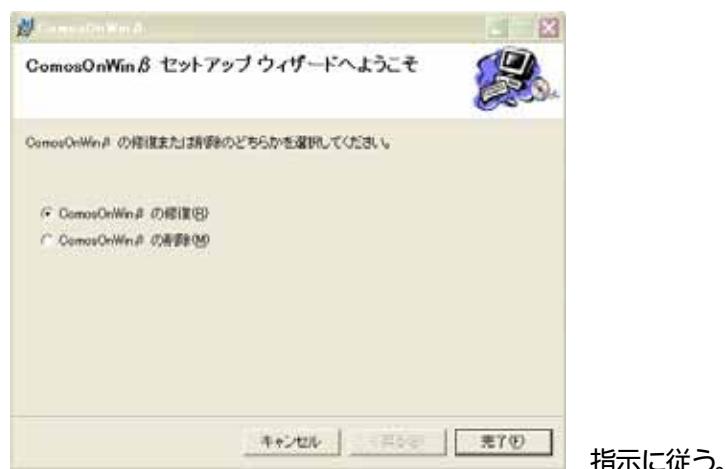 ComosOnWinβ
ComosOnWinβ セットアップ ウィザードへようこそ
ComosOnWinβ の修復または削除のどちらかを選択してください。
ComosOnWinβ の修復(R)
ComosOnWinβ の削除(M)
キャンセル
< 戻る(B)
完了(F)
指示に従う。